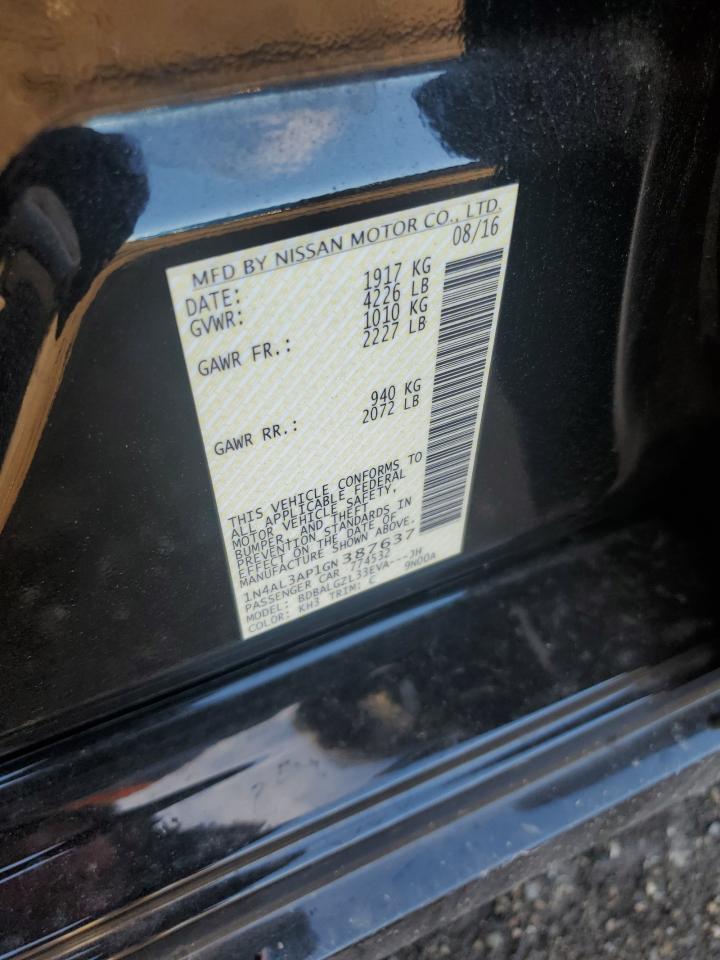 MFD BY NISSAN MOTOR CO., LTD.
DATE: 08/16
GVWR: 1917 KG
4226 LB
GAWR FR.: 1010 KG
2227 LB
GAWR RR.: 940 KG
2072 LB
THIS VEHICLE CONFORMS TO
ALL APPLICABLE FEDERAL
MOTOR VEHICLE SAFETY,
BUMPER, AND THEFT
PREVENTION STANDARDS IN
EFFECT ON THE DATE OF
MANUFACTURE SHOWN ABOVE.
1N4AL3AP1GN387637
PASSENGER CAR 774532
MODEL: BDBALGZL33EVA---JH
COLOR: KH3 TRIM: C 9N00A